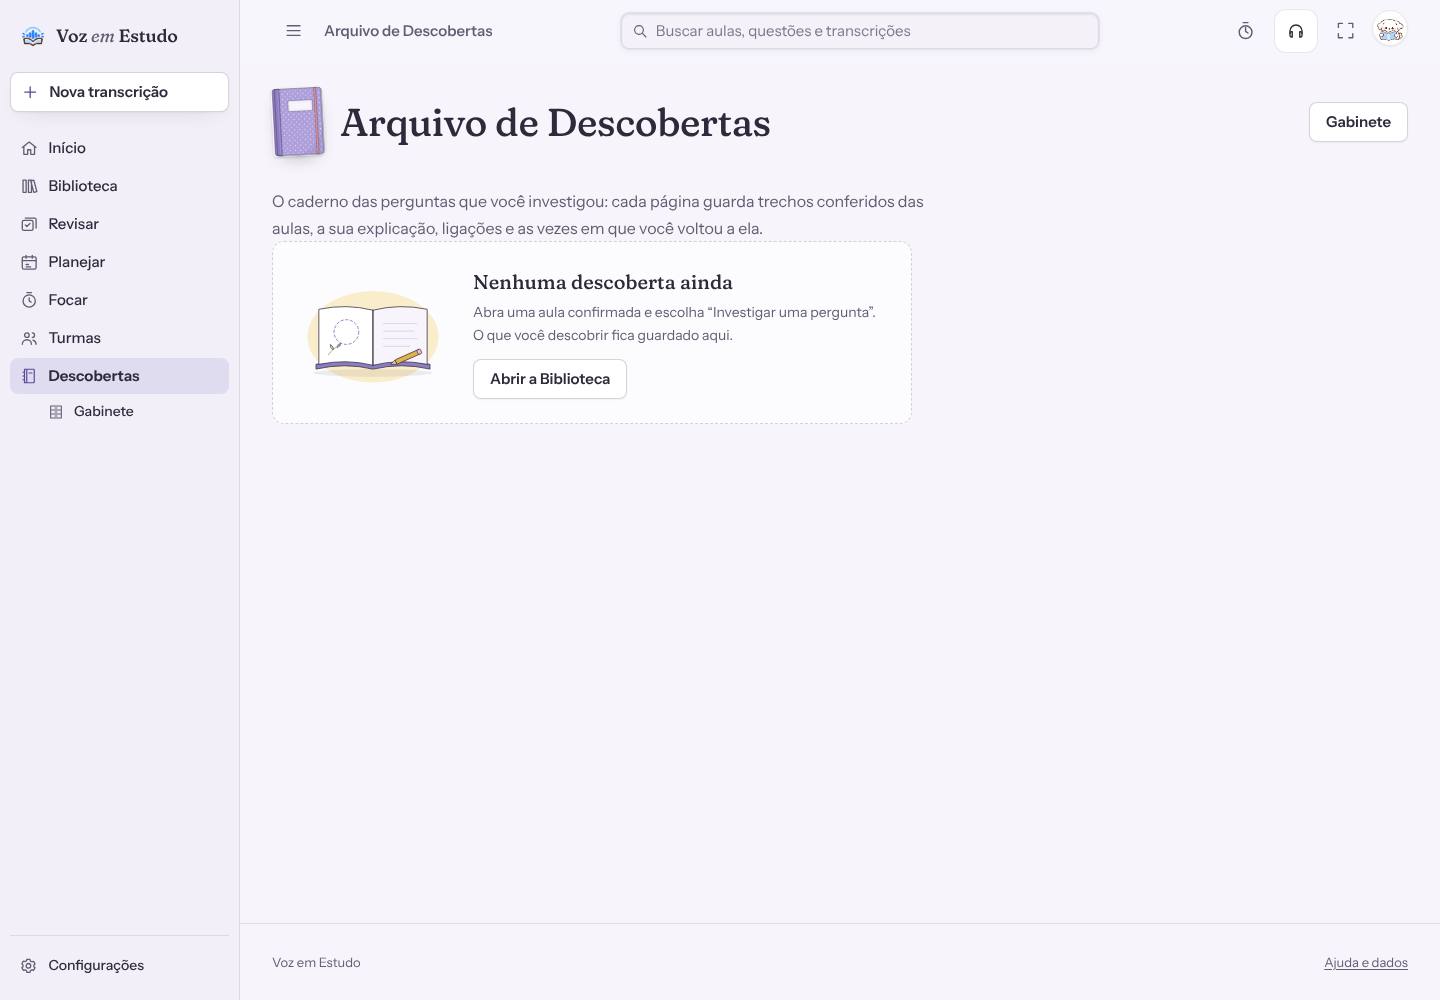 Voz em Estudo
Nova transcrição
Início
Biblioteca
Revisar
Planejar
Focar
Turmas
Descobertas
Gabinete
Configurações
Arquivo de Descobertas
Buscar aulas, questões e transcrições
Arquivo de Descobertas
Gabinete
O caderno das perguntas que você investigou: cada página guarda trechos conferidos das
aulas, a sua explicação, ligações e as vezes em que você voltou a ela.
Nenhuma descoberta ainda
Abra uma aula confirmada e escolha “Investigar uma pergunta”.
O que você descobrir fica guardado aqui.
Abrir a Biblioteca
Voz em Estudo
Ajuda e dados